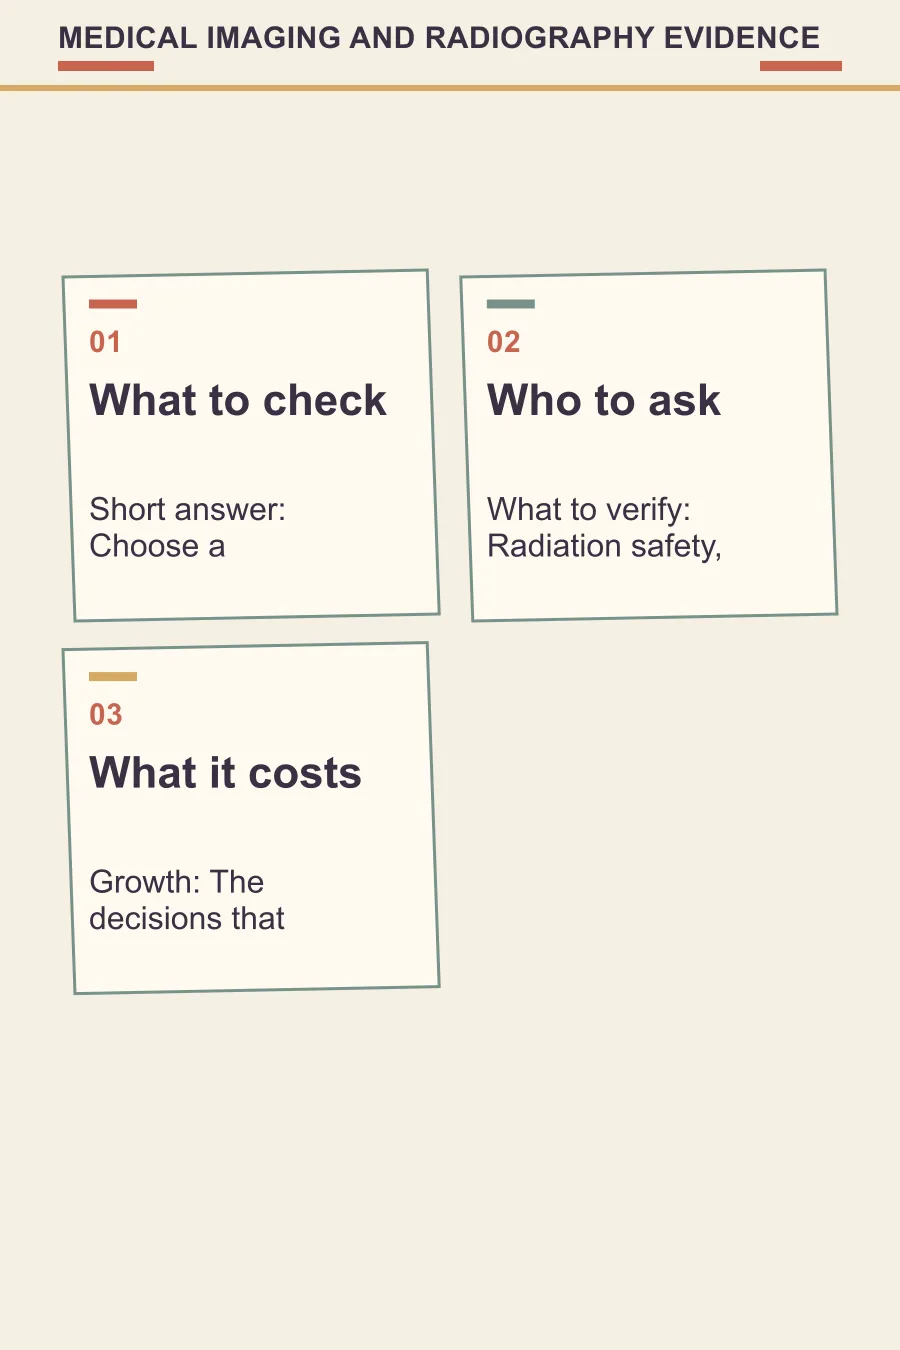 MEDICAL IMAGING AND RADIOGRAPHY EVIDENCE
01
What to check
Short answer:
Choose a
02
Who to ask
What to verify:
Radiation safety,
03
What it costs
Growth: The
decisions that